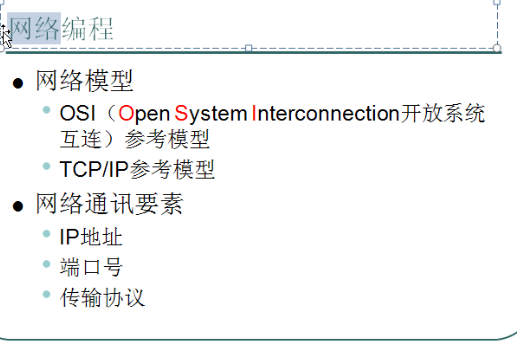 网络编程
网络模型
OSI（Open System Interconnection开放系统
互连）参考模型
TCP/IP参考模型
网络通讯要素
IP地址
端口号
传输协议